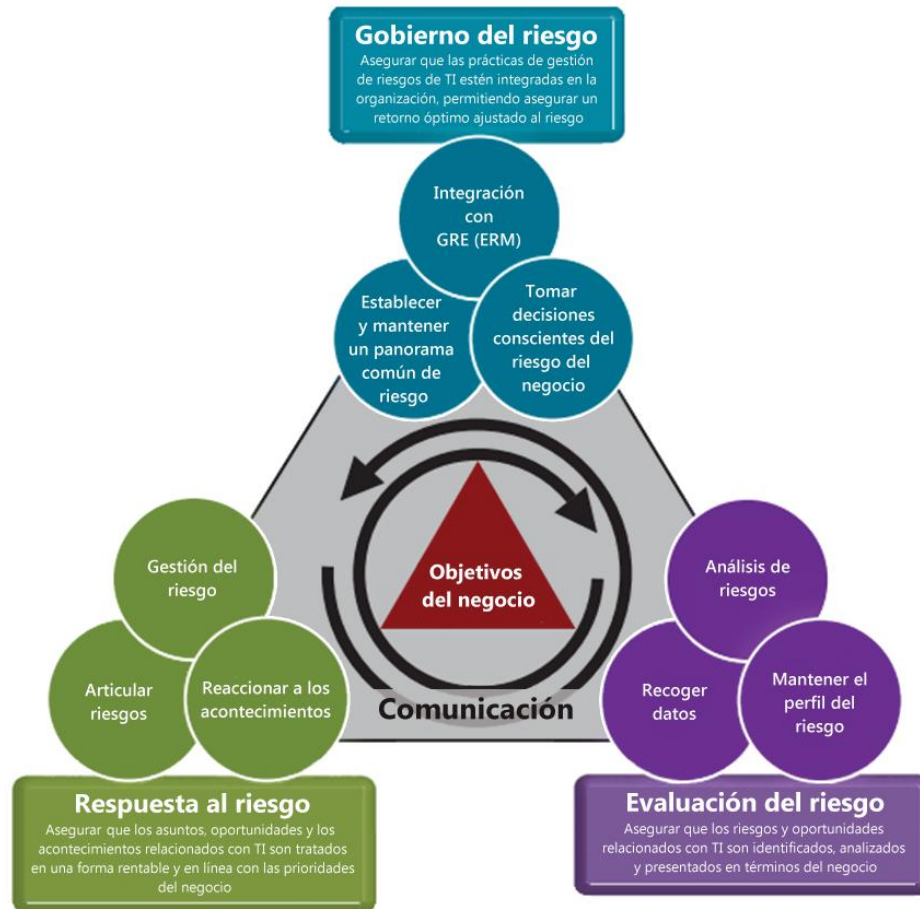 Gobierno del riesgo
Asegurar que las prácticas de gestión
de riesgos de TI estén integradas en la
organización, permitiendo asegurar un
retorno óptimo ajustado al riesgo
Integración
con
GRE (ERM)
Establecer
y mantener
un panorama
común de
riesgo
Tomar
decisiones
conscientes del
riesgo del
negocio
Objetivos
del negocio
Comunicación
Gestión del
riesgo
Articular
riesgos
Reaccionar a los
acontecimientos
Respuesta al riesgo
Asegurar que los asuntos, oportunidades y los
acontecimientos relacionados con TI son tratados
en una forma rentable y en línea con las prioridades
del negocio
Análisis de
riesgos
Recoger
datos
Mantener el
perfil del
riesgo
Evaluación del riesgo
Asegurar que los riesgos y oportunidades
relacionados con TI son identificados, analizados
y presentados en términos del negocio